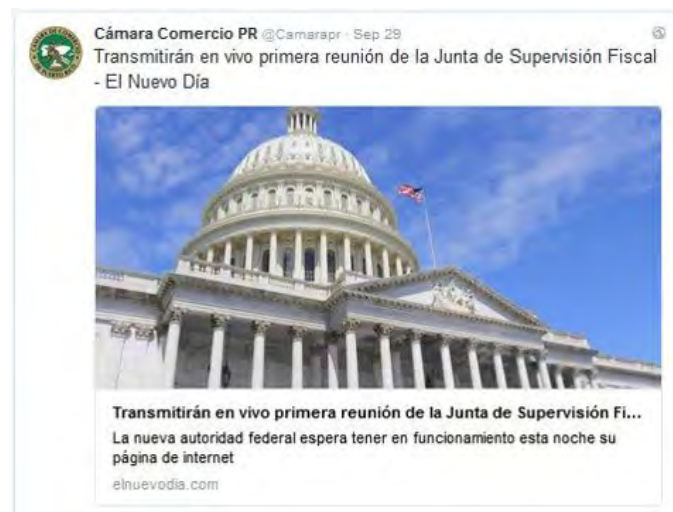 Cámara Comercio PR @Camarapr · Sep 29
Transmitirán en vivo primera reunión de la Junta de Supervisión Fiscal
- El Nuevo Día
Transmitirán en vivo primera reunión de la Junta de Supervisión Fi...
La nueva autoridad federal espera tener en funcionamiento esta noche su
página de internet
elnuevodia.com